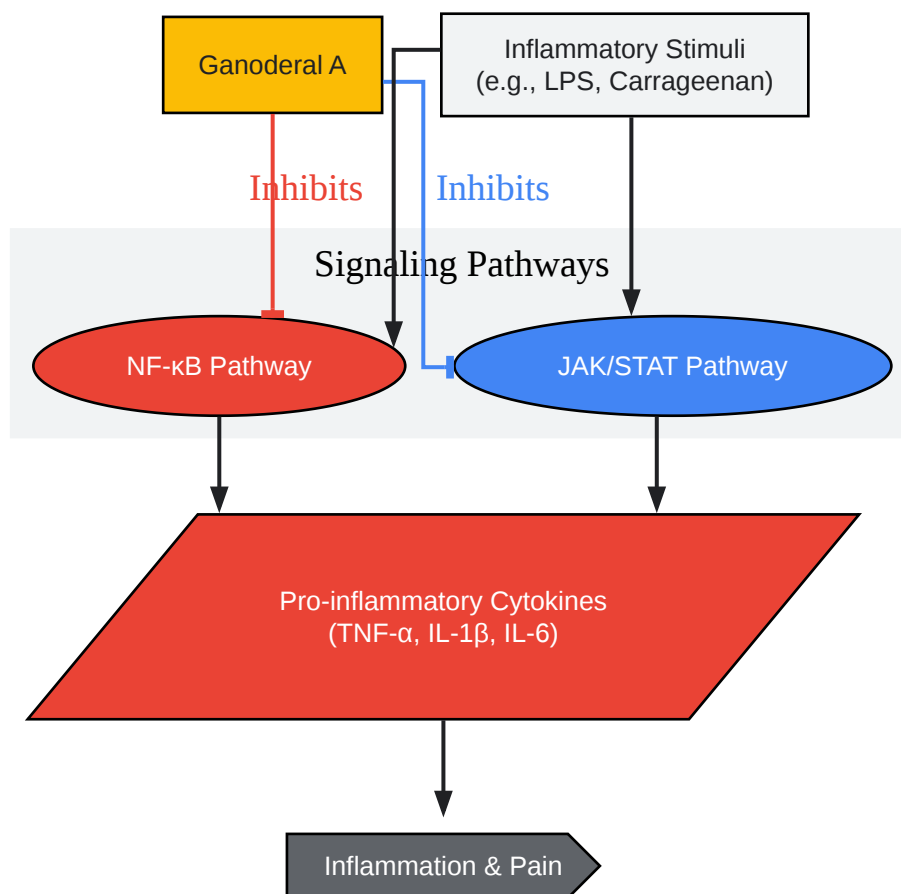 Ganoderal A
Inflammatory Stimuli
(e.g., LPS, Carrageenan)
Inhibits
Inhibits
Signaling Pathways
NF-κB Pathway
JAK/STAT Pathway
Pro-inflammatory Cytokines
(TNF-α, IL-1β, IL-6)
Inflammation & Pain